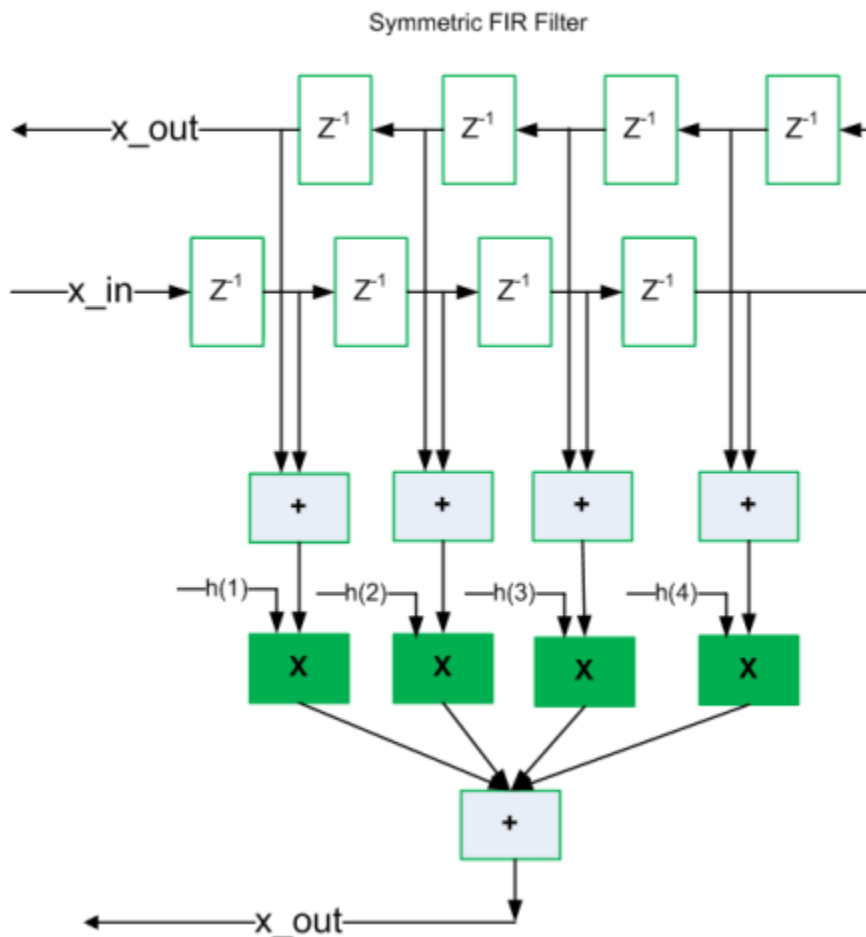 Symmetric FIR Filter
x_out Z⁻¹ Z⁻¹ Z⁻¹ Z⁻¹
x_in Z⁻¹ Z⁻¹ Z⁻¹ Z⁻¹
+ + + +
h(1) h(2) h(3) h(4)
X X X X
+
x_out